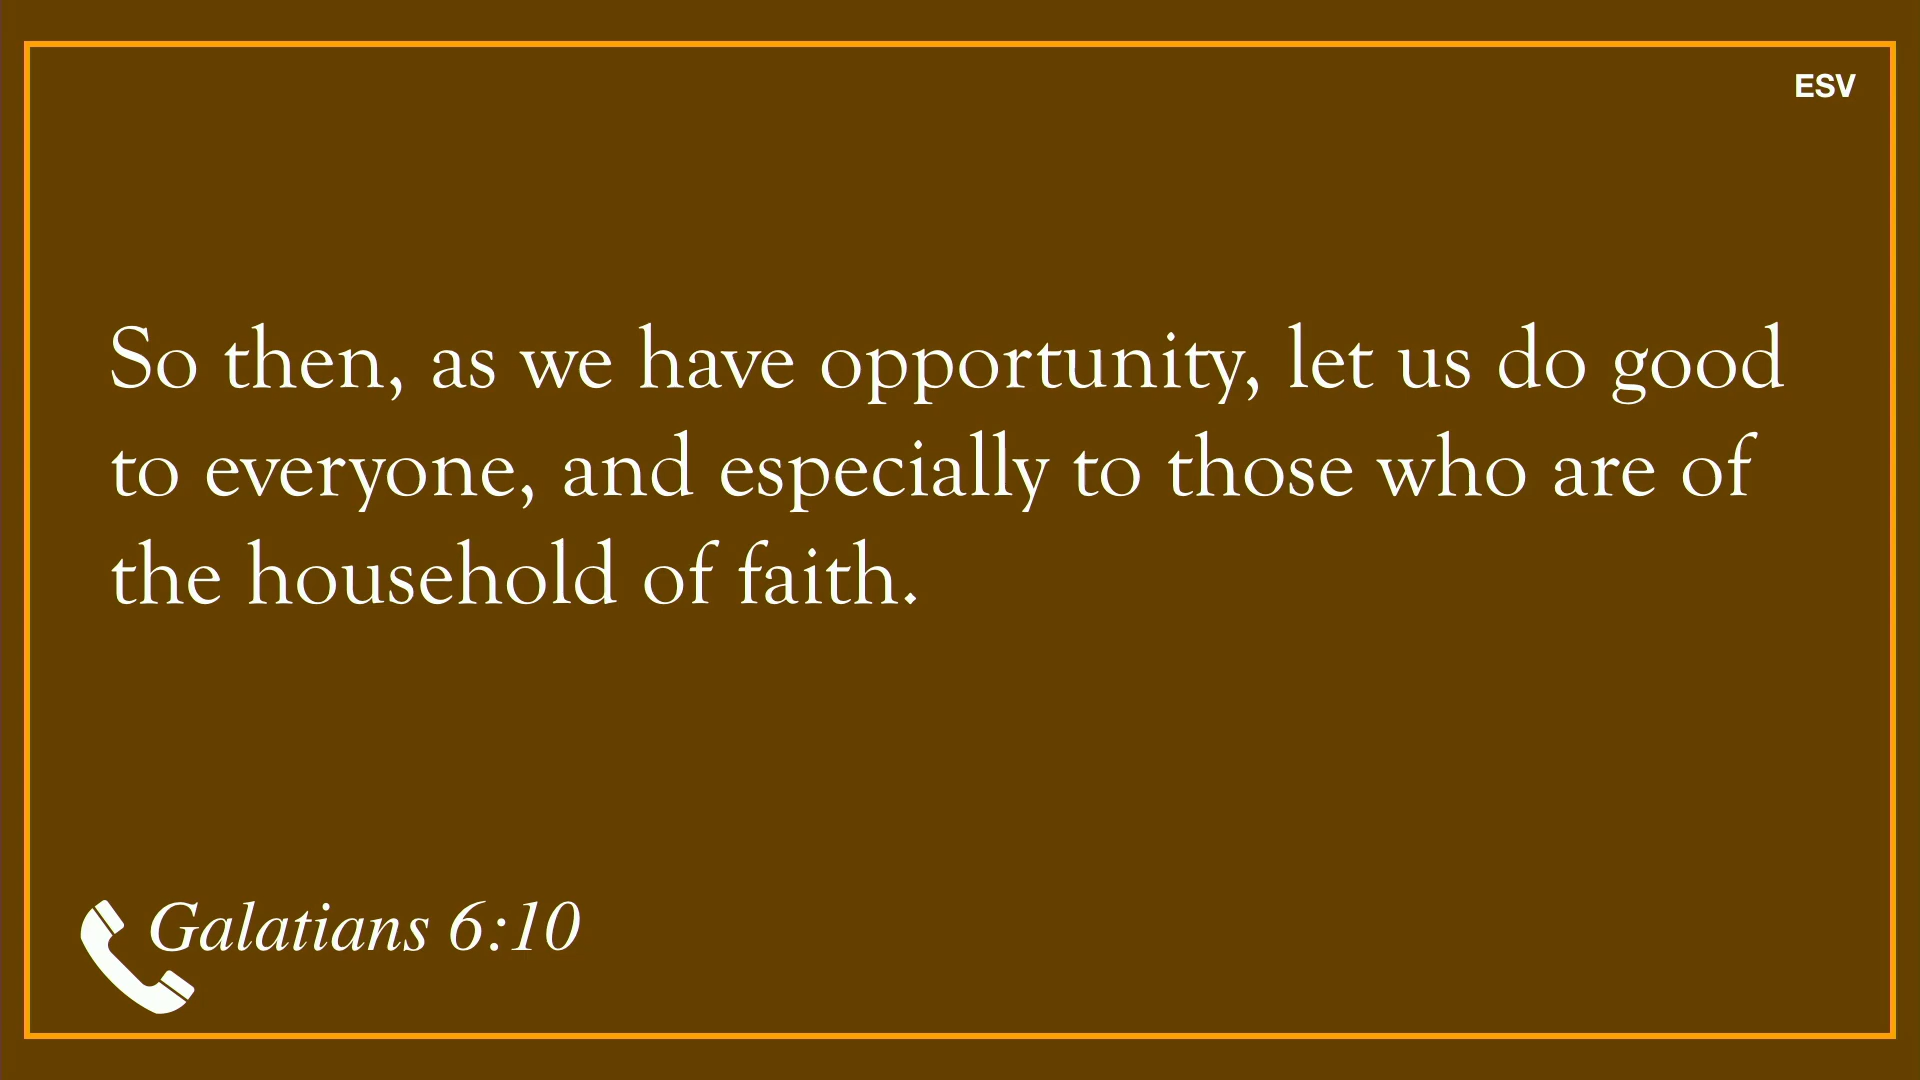 ESV
So then, as we have opportunity, let us do good
to everyone, and especially to those who are of
the household of faith.
Galatians 6:10